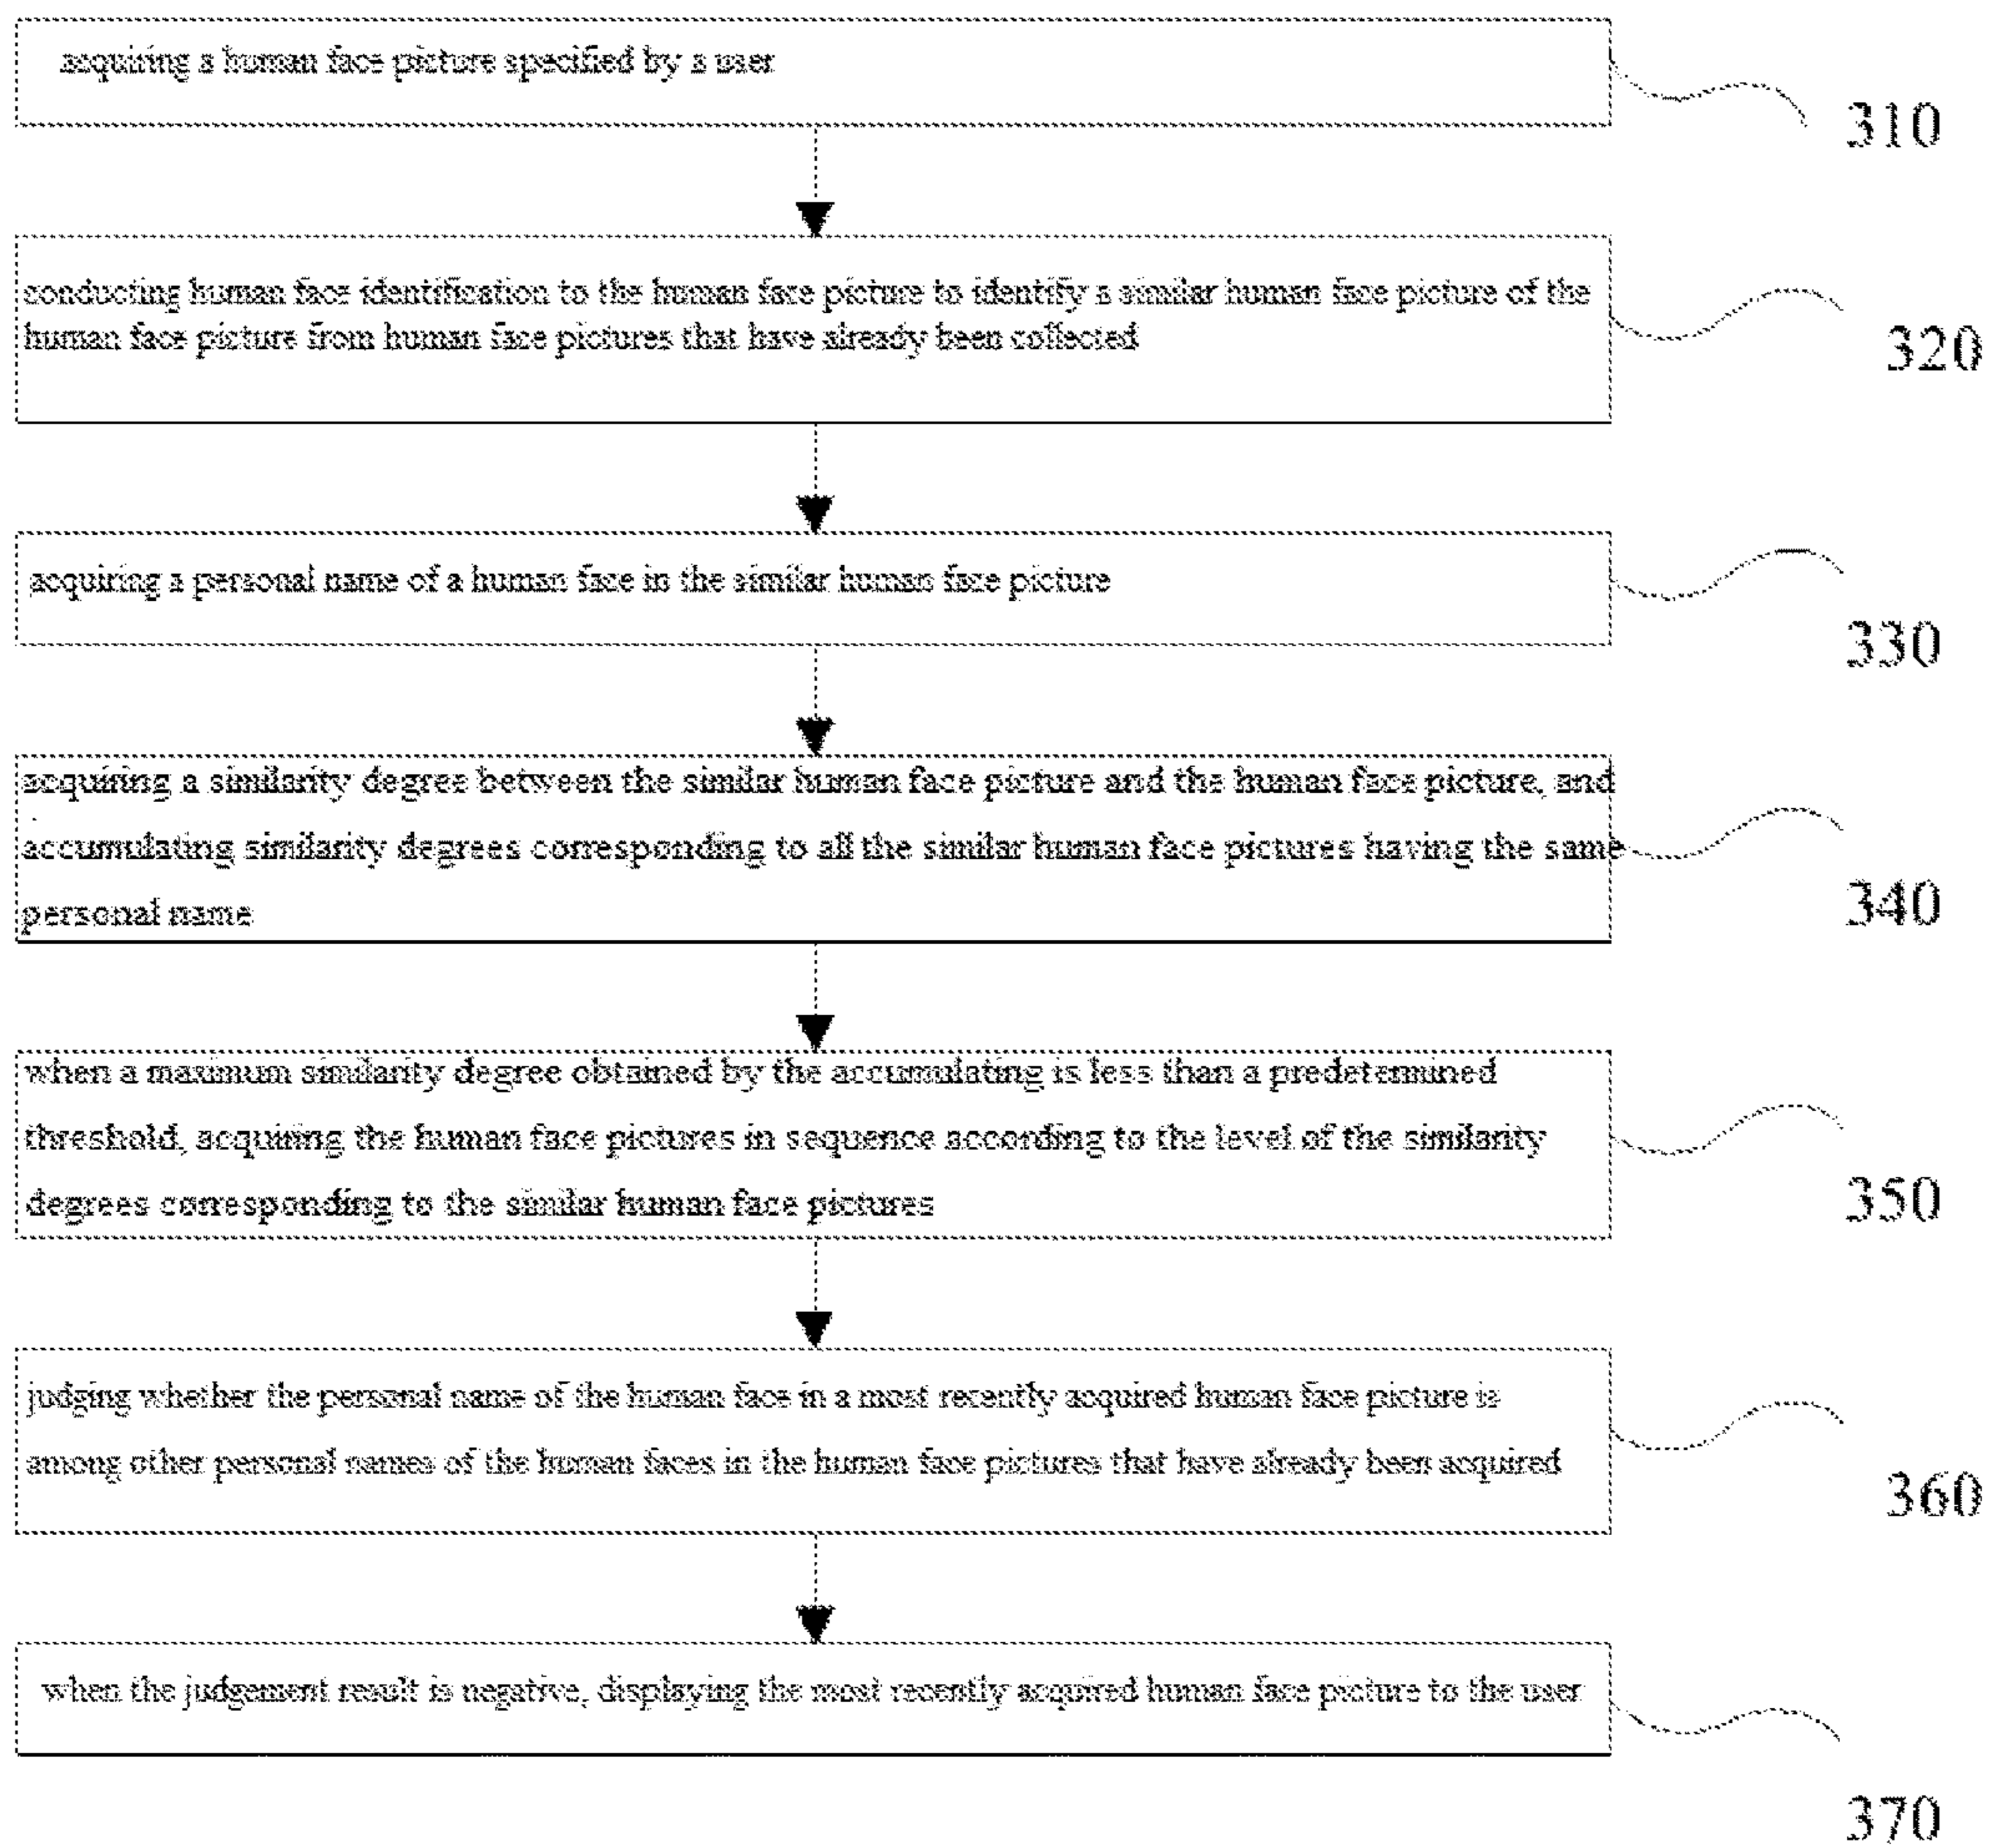 acquiring a human face picture specified by a user
310
conducting human face identification to the human face picture to identify a similar human face picture of the
human face picture from human face pictures that have already been collected
320
acquiring a personal name of a human face in the similar human face picture
330
acquiring a similarity degree between the similar human face picture and the human face picture, and
accumulating similarity degrees corresponding to all the similar human face pictures having the same
personal name
340
when a maximum similarity degree obtained by the accumulating is less than a predetermined
threshold, acquiring the human face pictures in sequence according to the level of the similarity
degrees corresponding to the similar human face pictures
350
judging whether the personal name of the human face in a most recently acquired human face picture is
among other personal names of the human faces in the human face pictures that have already been acquired
360
when the judgement result is negative, displaying the most recently acquired human face picture to the user
370